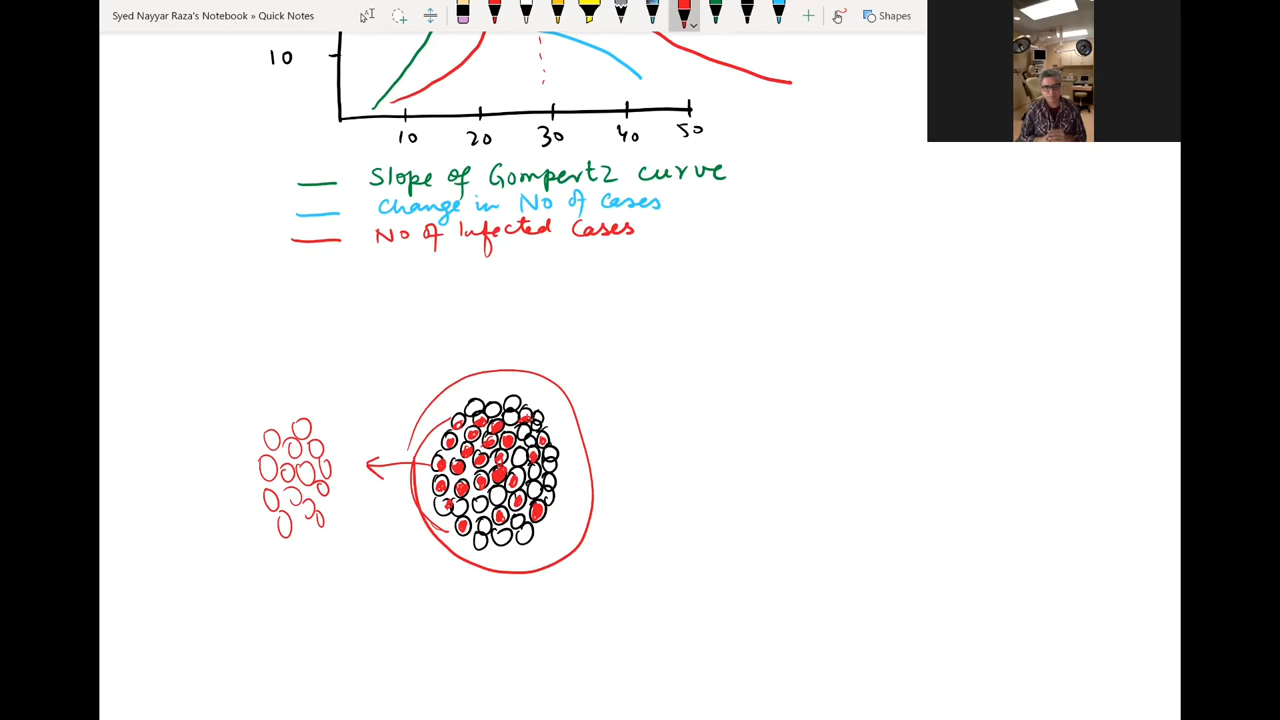 Syed Nayyar Raza's Notebook » Quick Notes
Shapes
10
10 20 30 40 50
Slope of Gompertz curve
Change in No of cases
No of Infected Cases